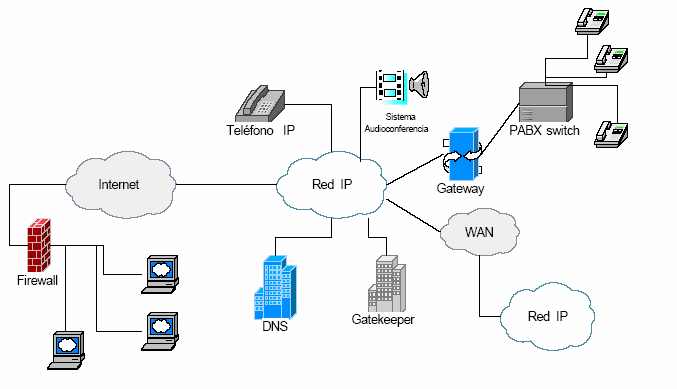 Sistema
Audioconferencia
Teléfono IP
PABX switch
Internet
Red IP
Gateway
WAN
Firewall
DNS
Gatekeeper
Red IP